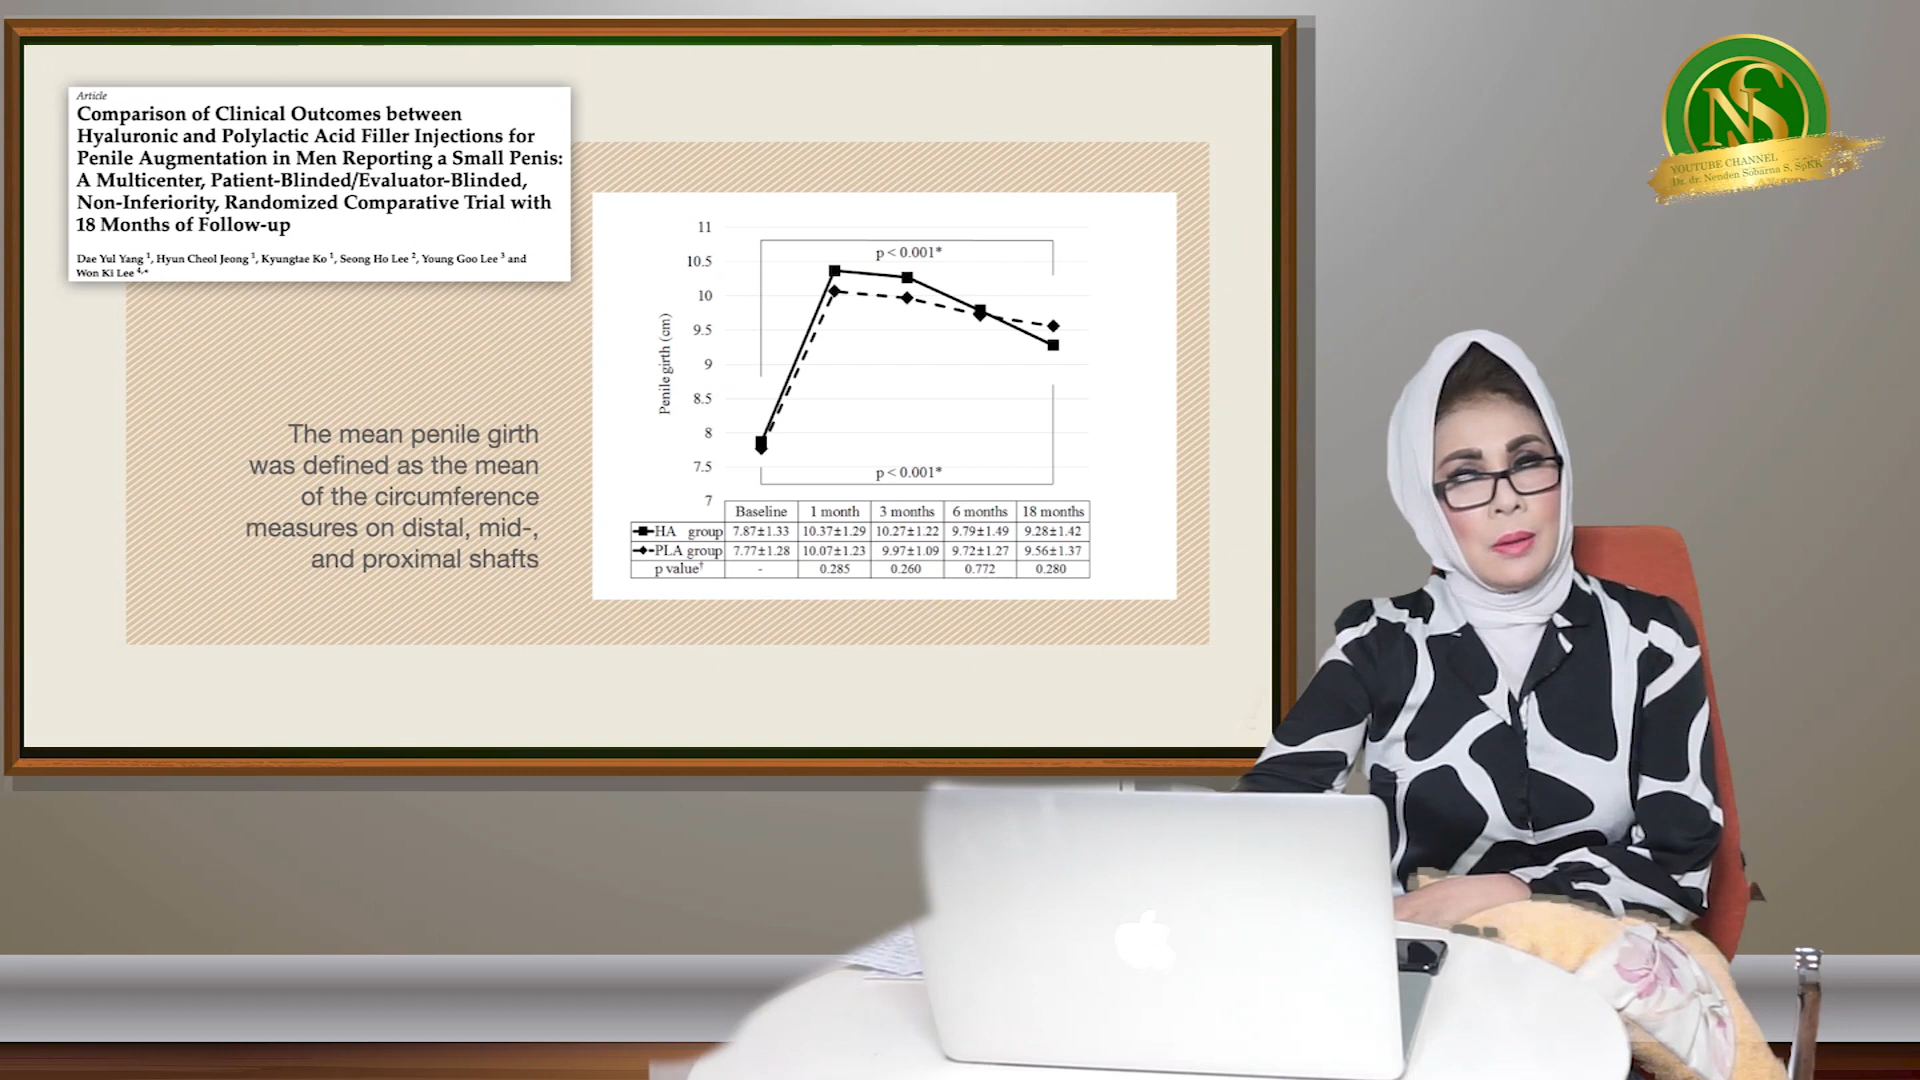 Article
Comparison of Clinical Outcomes between
Hyaluronic and Polylactic Acid Filler Injections for
Penile Augmentation in Men Reporting a Small Penis:
A Multicenter, Patient-Blinded/Evaluator-Blinded,
Non-Inferiority, Randomized Comparative Trial with
18 Months of Follow-up
Dae Yul Yang 1, Hyun Cheol Jeong 1, Kyungtae Ko 1, Seong Ho Lee 2, Young Goo Lee 3 and
Won Ki Lee 4,*
The mean penile girth
was defined as the mean
of the circumference
measures on distal, mid-,
and proximal shafts
Penile girth (cm)
11
10.5
10
9.5
9
8.5
8
7.5
7
p < 0.001*
p < 0.001*
Baseline 1 month 3 months 6 months 18 months
HA group 7.87±1.33 10.37±1.29 10.27±1.22 9.79±1.49 9.28±1.42
PLA group 7.77±1.28 10.07±1.23 9.97±1.09 9.72±1.27 9.56±1.37
p value† - 0.285 0.260 0.772 0.280
NS
YOUTUBE CHANNEL
Dr. dr. Nenden Sobarna S, SpKK